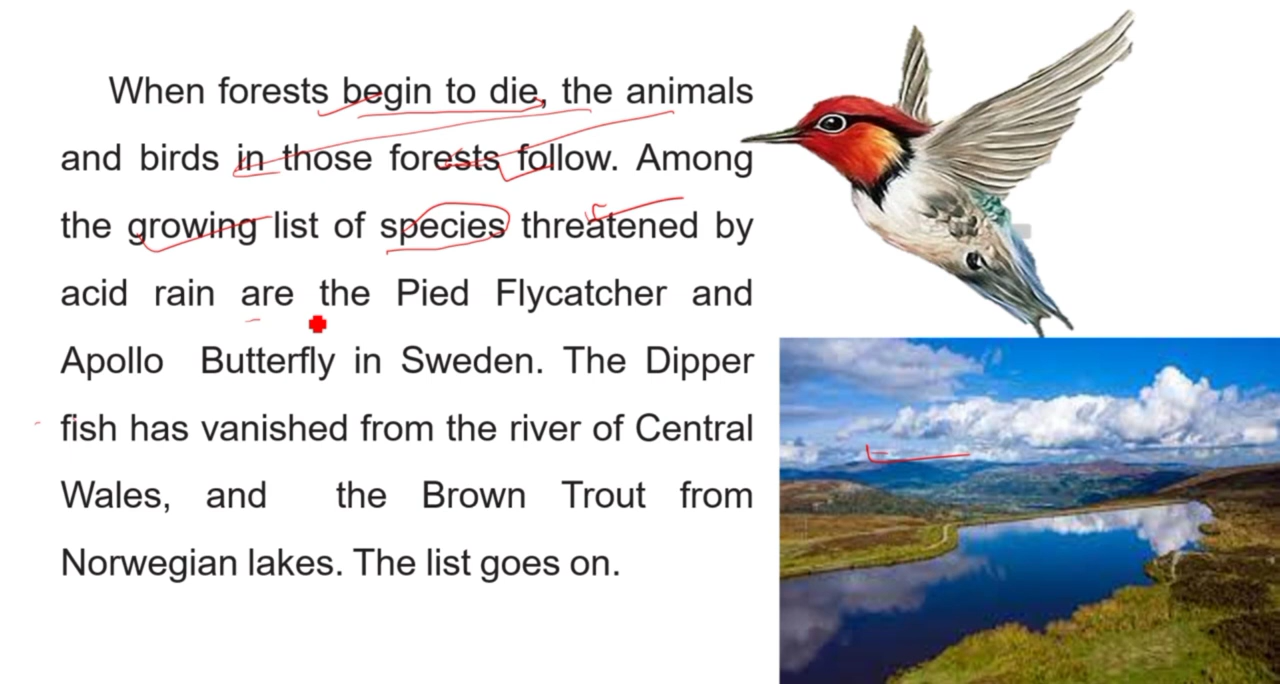 When forests begin to die, the animals
and birds in those forests follow. Among
the growing list of species threatened by
acid rain are the Pied Flycatcher and
Apollo Butterfly in Sweden. The Dipper
fish has vanished from the river of Central
Wales, and the Brown Trout from
Norwegian lakes. The list goes on.